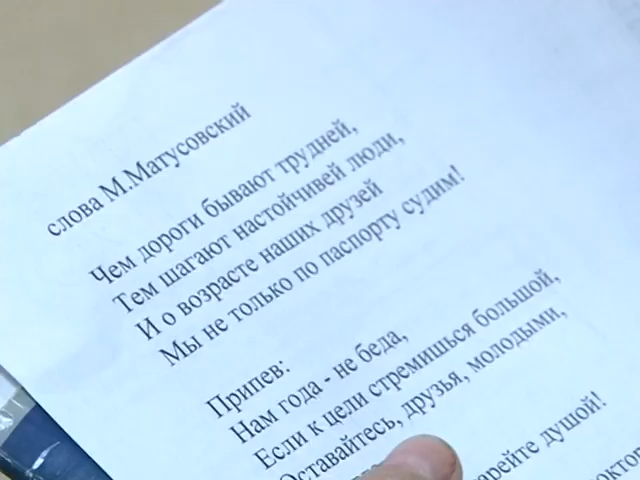 слова М.Матусовский
Чем дороги бывают трудней,
Тем шагают настойчивей люди,
И о возрасте наших друзей
Мы не только по паспорту судим!
Припев:
Нам года - не беда,
Если к цели стремишься большой,
Оставайтесь, друзья, молодыми,
душой!